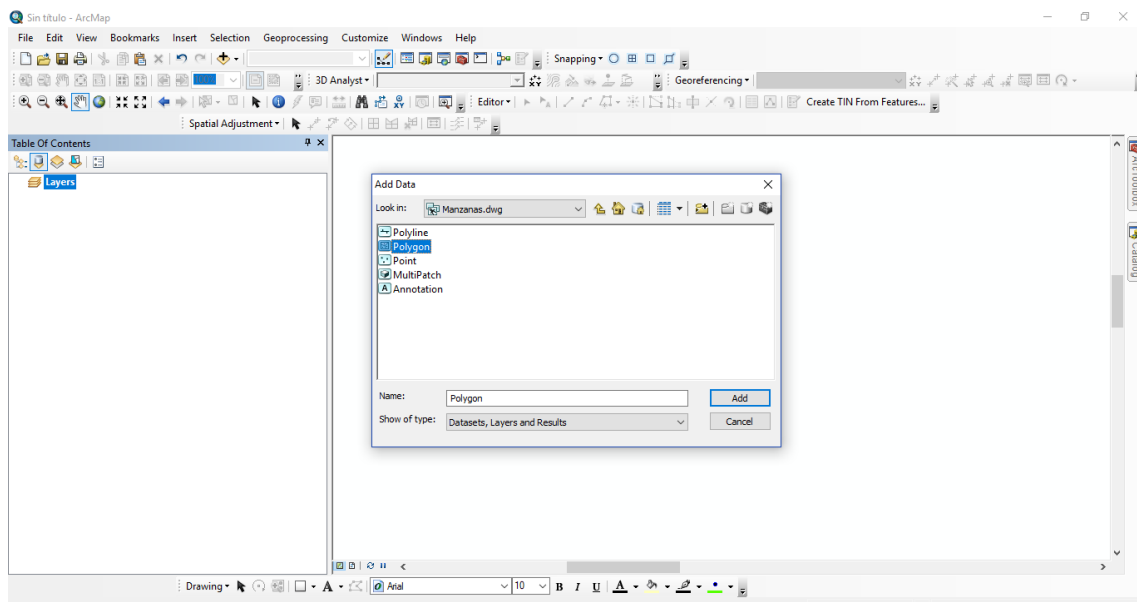 Sin título - ArcMap
File Edit View Bookmarks Insert Selection Geoprocessing Customize Windows Help
Snapping
3D Analyst Georeferencing
Editor Create TIN From Features...
Spatial Adjustment
Table Of Contents
Layers
Add Data
Look in: Manzanas.dwg
Polyline
Polygon
Point
MultiPatch
A Annotation
Name: Polygon Add
Show of type: Datasets, Layers and Results Cancel
ArcToolbox
Catalog
Drawing A Arial 10 B I U A